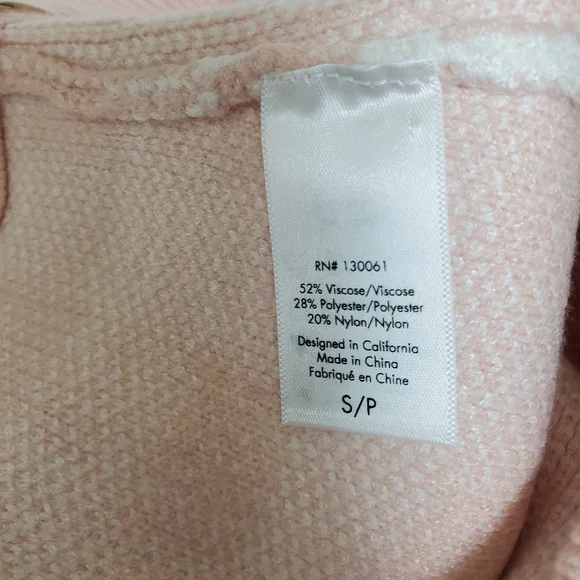 RN# 130061
52% Viscose/Viscose
28% Polyester/Polyester
20% Nylon/Nylon
Designed in California
Made in China
Fabriqué en Chine
S/P